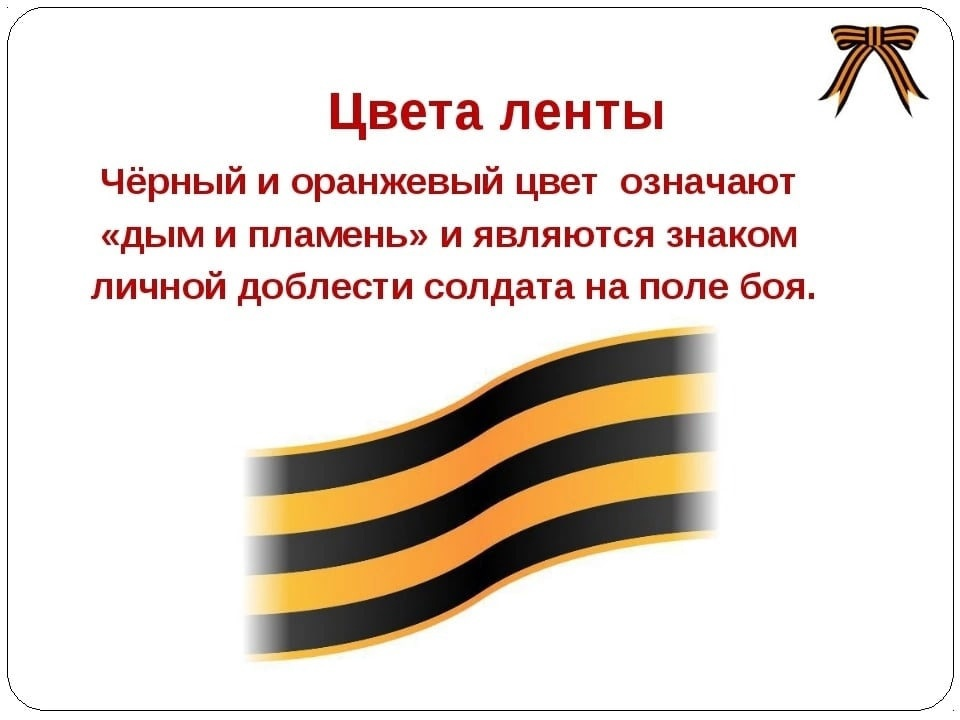 Цвета ленты
Чёрный и оранжевый цвет означают
«дым и пламень» и являются знаком
личной доблести солдата на поле боя.